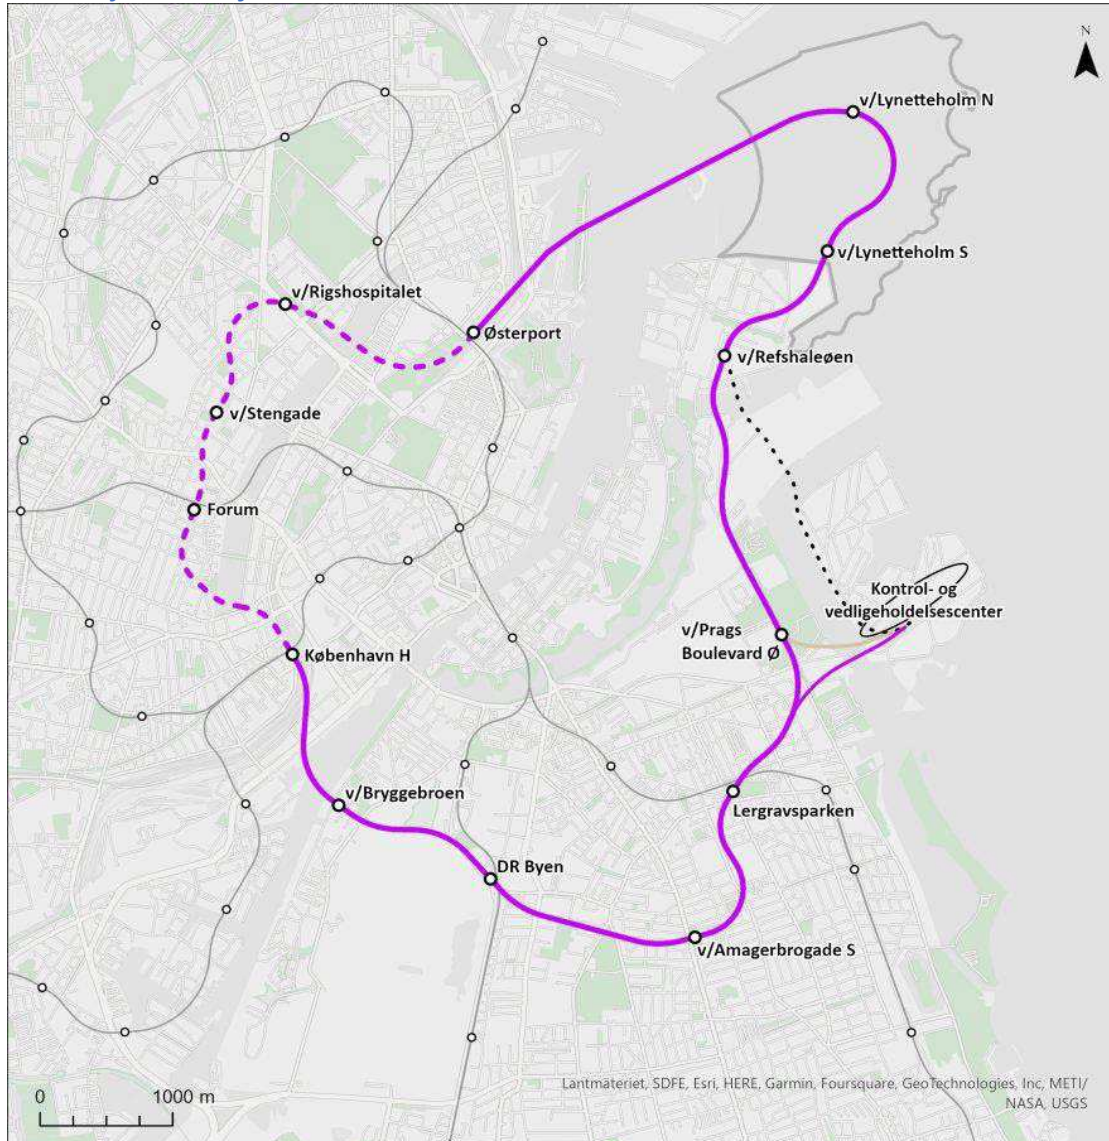 N
v/Lynetteholm N
v/Lynetteholm S
v/Rigshospitalet
Østerport
v/Refshaleøen
v/Stengade
Forum
Kontrol- og
vedligeholdelsescenter
v/Prags
Boulevard Ø
København H
v/Bryggebroen
Lergravsparken
DR Byen
v/Amagerbrogade S
0 1000 m
Lantmäteriet, SDFE, Esri, HERE, Garmin, Foursquare, GeoTechnologies, Inc, METI/
NASA, USGS